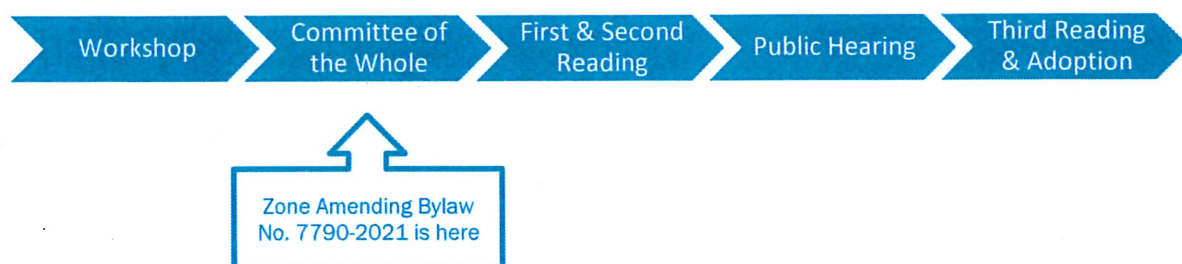 Workshop
Committee of
the Whole
First & Second
Reading
Public Hearing
Third Reading
& Adoption
Zone Amending Bylaw
No. 7790-2021 is here